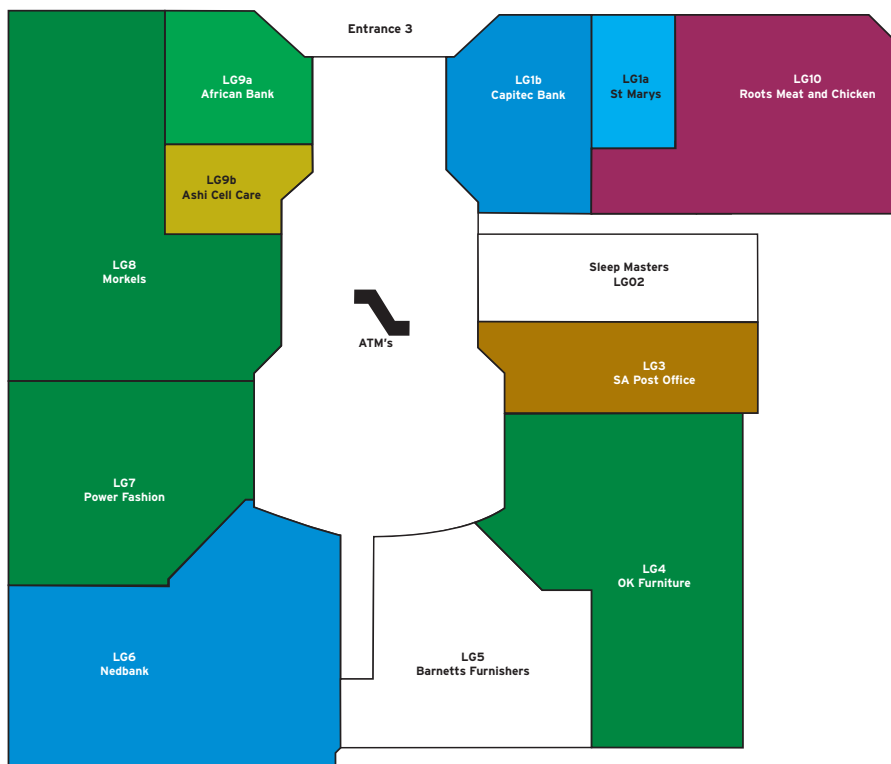 Entrance 3
LG9a
African Bank
LG1b
Capitec Bank
LG1a
St Marys
LG10
Roots Meat and Chicken
LG9b
Ashi Cell Care
LG8
Morkels
Sleep Masters
LG02
ATM's
LG3
SA Post Office
LG7
Power Fashion
LG4
OK Furniture
LG6
Nedbank
LG5
Barnetts Furnishers